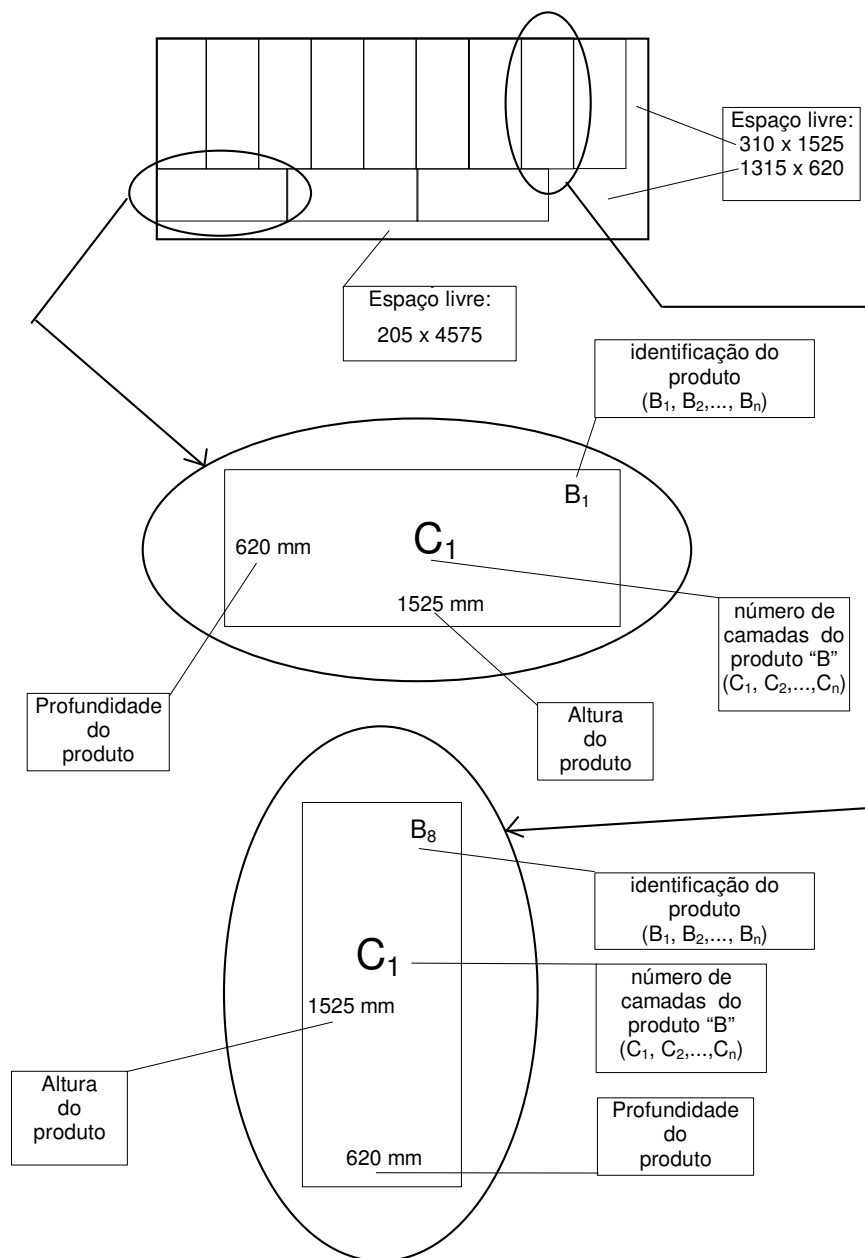 Espaço livre:
310 x 1525
1315 x 620
Espaço livre:
205 x 4575
identificação do
produto
(B₁, B₂,..., Bₙ)
B₁
620 mm
C₁
1525 mm
número de
camadas do
produto “B”
(C₁, C₂,...,Cₙ)
Profundidade
do
produto
Altura
do
produto
B₈
identificação do
produto
(B₁, B₂,..., Bₙ)
C₁
1525 mm
número de
camadas do
produto “B”
(C₁, C₂,...,Cₙ)
Altura
do
produto
620 mm
Profundidade
do
produto